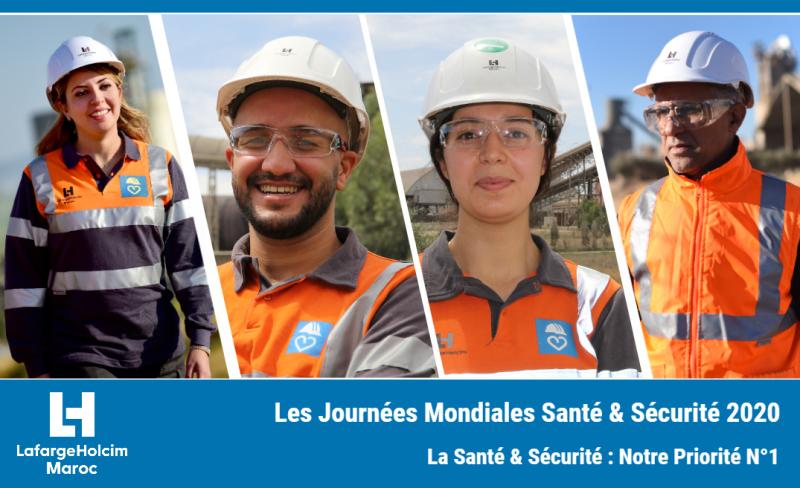 Les Journées Mondiales Santé & Sécurité 2020
La Santé & Sécurité : Notre Priorité N°1
LafargeHolcim
Maroc